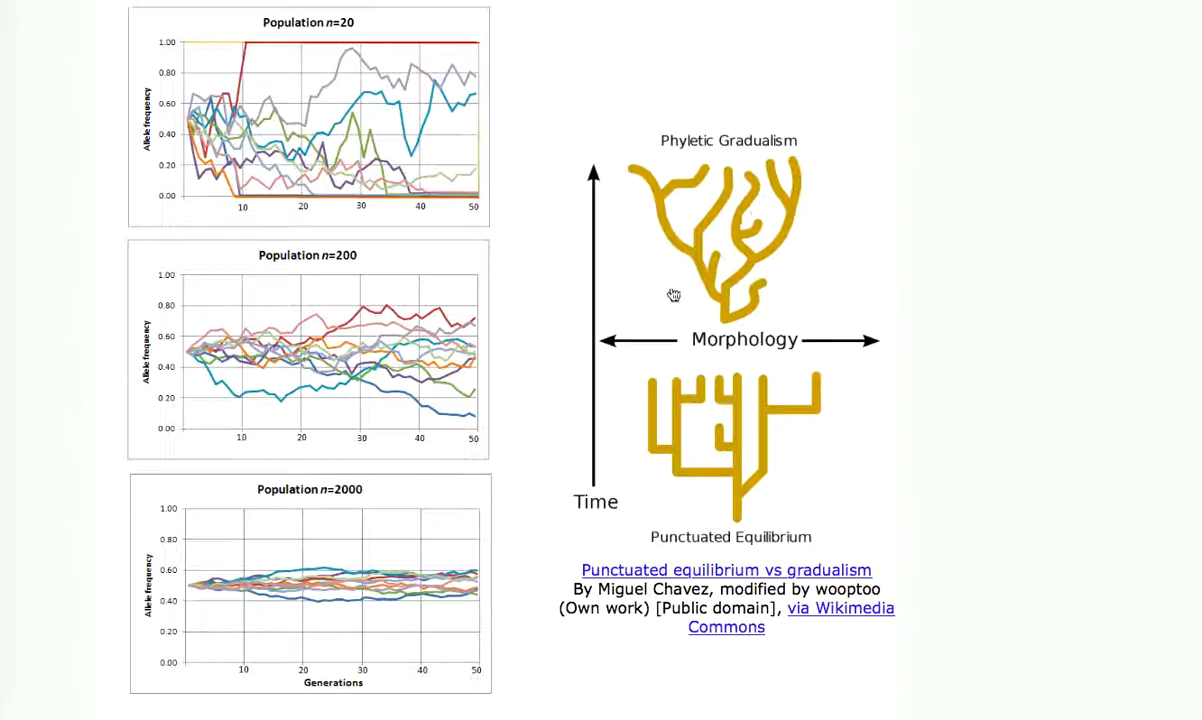 Population n=20
1.00
0.80
0.60
0.40
0.20
0.00
Allele frequency
10 20 30 40 50
Population n=200
1.00
0.80
0.60
0.40
0.20
0.00
Allele frequency
10 20 30 40 50
Population n=2000
1.00
0.80
0.60
0.40
0.20
0.00
Allele frequency
10 20 30 40 50
Generations
Phyletic Gradualism
Morphology
Time
Punctuated Equilibrium
Punctuated equilibrium vs gradualism
By Miguel Chavez, modified by wooptoo
(Own work) [Public domain], via Wikimedia
Commons